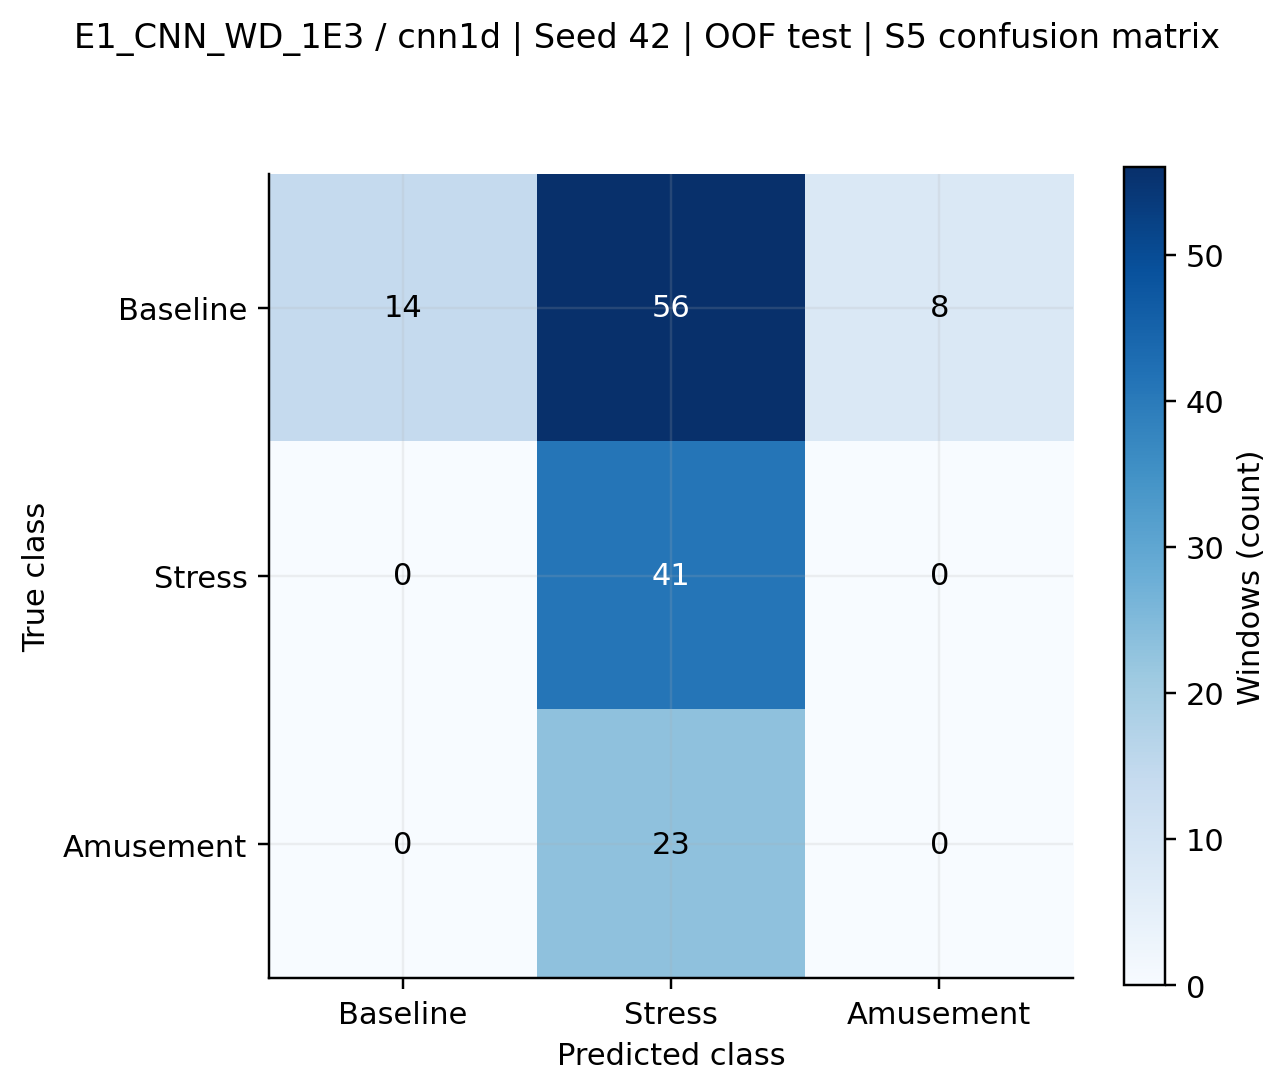 E1_CNN_WD_1E3 / cnn1d | Seed 42 | OOF test | S5 confusion matrix
Baseline
14
56
8
Stress
0
41
0
Amusement
0
23
0
Baseline
Stress
Amusement
Predicted class
True class
50
40
30
20
10
0
Windows (count)